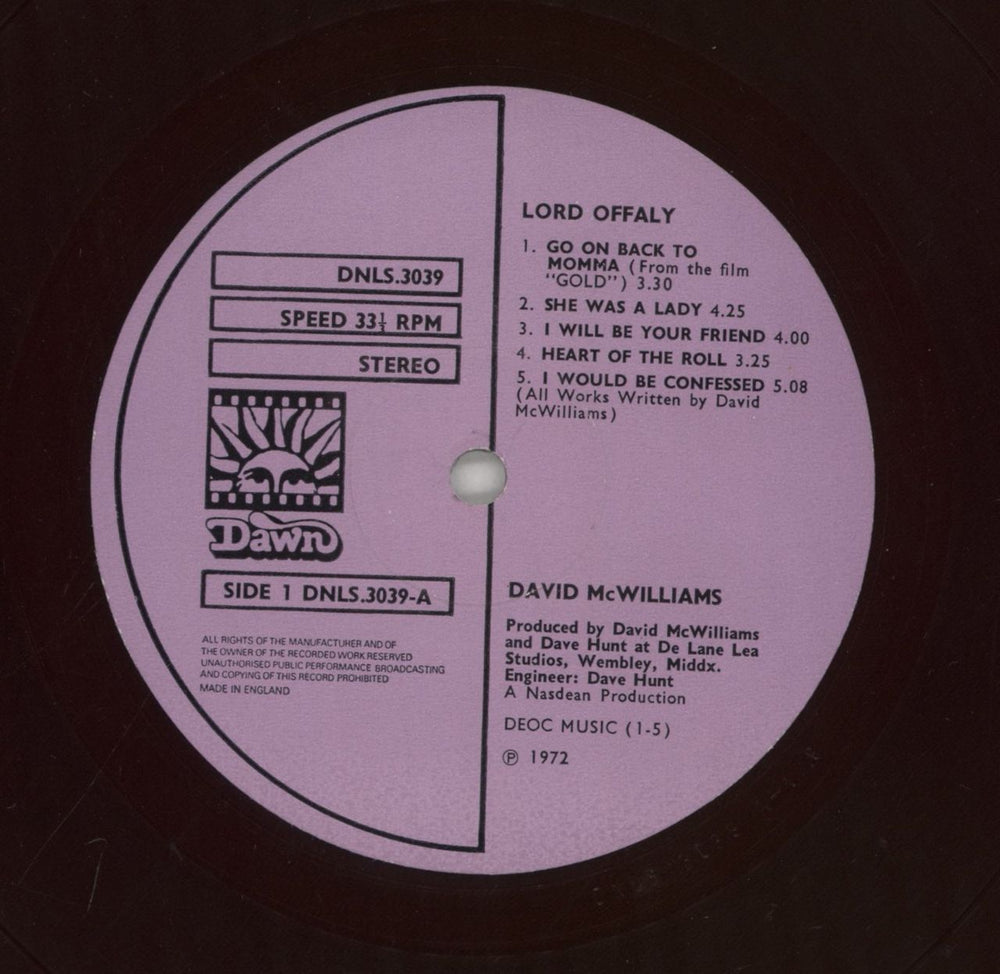 DNLS.3039
SPEED 33⅓ RPM
STEREO
Dawn
SIDE 1 DNLS.3039-A
ALL RIGHTS OF THE MANUFACTURER AND OF
THE OWNER OF THE RECORDED WORK RESERVED
UNAUTHORISED PUBLIC PERFORMANCE BROADCASTING
AND COPYING OF THIS RECORD PROHIBITED
MADE IN ENGLAND
LORD OFFALY
1. GO ON BACK TO
MOMMA (From the film
"GOLD") 3.30
2. SHE WAS A LADY 4.25
3. I WILL BE YOUR FRIEND 4.00
4. HEART OF THE ROLL 3.25
5. I WOULD BE CONFESSED 5.08
(All Works Written by David
McWilliams)
DAVID McWILLIAMS
Produced by David McWilliams
and Dave Hunt at De Lane Lea
Studios, Wembley, Middx.
Engineer: Dave Hunt
A Nasdean Production
DEOC MUSIC (1-5)
℗ 1972